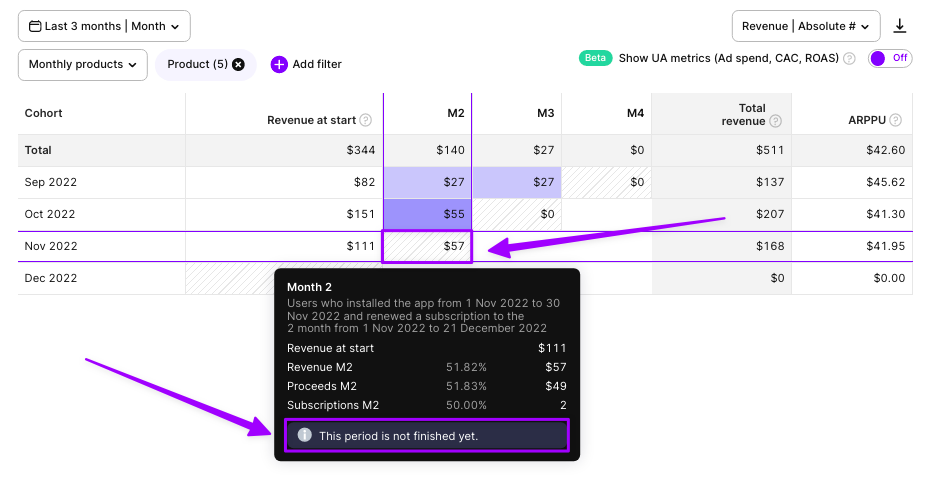 Last 3 months | Month
Revenue | Absolute #
Monthly products
Product (5)
Add filter
Beta Show UA metrics (Ad spend, CAC, ROAS) ? Off
Cohort Revenue at start ? M2 M3 M4 Total revenue ? ARPPU ?
Total $344 $140 $27 $0 $511 $42.60
Sep 2022 $82 $27 $27 $0 $137 $45.62
Oct 2022 $151 $55 $0 $207 $41.30
Nov 2022 $111 $57 $168 $41.95
Dec 2022 $0 $0.00
Month 2
Users who installed the app from 1 Nov 2022 to 30
Nov 2022 and renewed a subscription to the
2 month from 1 Nov 2022 to 21 December 2022
Revenue at start $111
Revenue M2 51.82% $57
Proceeds M2 51.83% $49
Subscriptions M2 50.00% 2
This period is not finished yet.